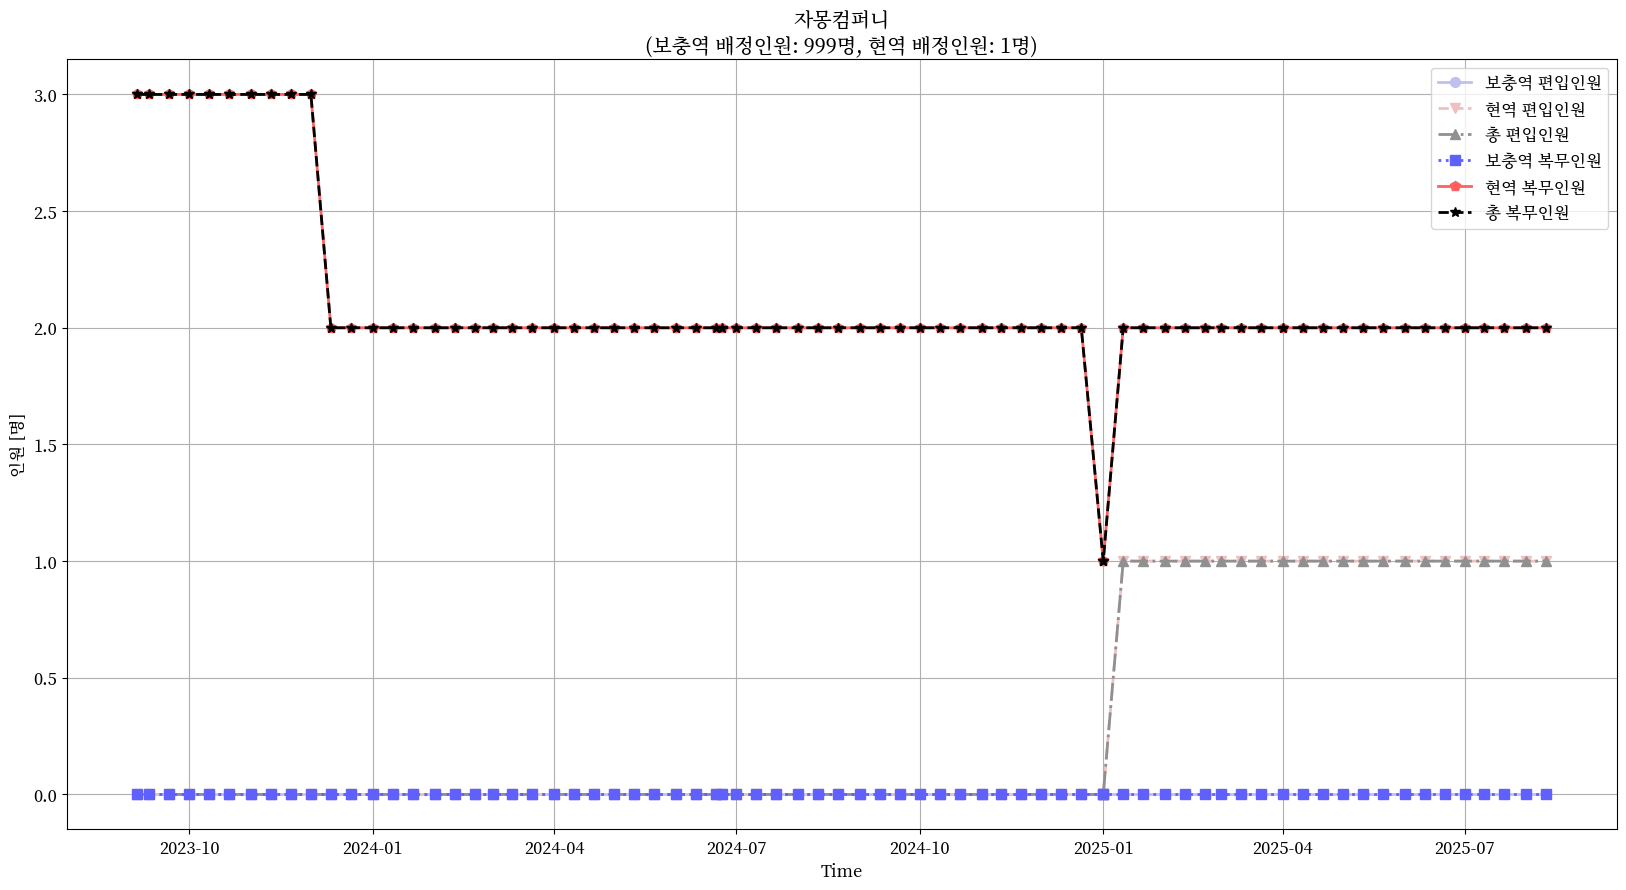 자몽컴퍼니
(보충역 배정인원: 999명, 현역 배정인원: 1명)
보충역 편입인원
현역 편입인원
총 편입인원
보충역 복무인원
현역 복무인원
총 복무인원
인원 [명]
3.0
2.5
2.0
1.5
1.0
0.5
0.0
2023-10
2024-01
2024-04
2024-07
2024-10
2025-01
2025-04
2025-07
Time